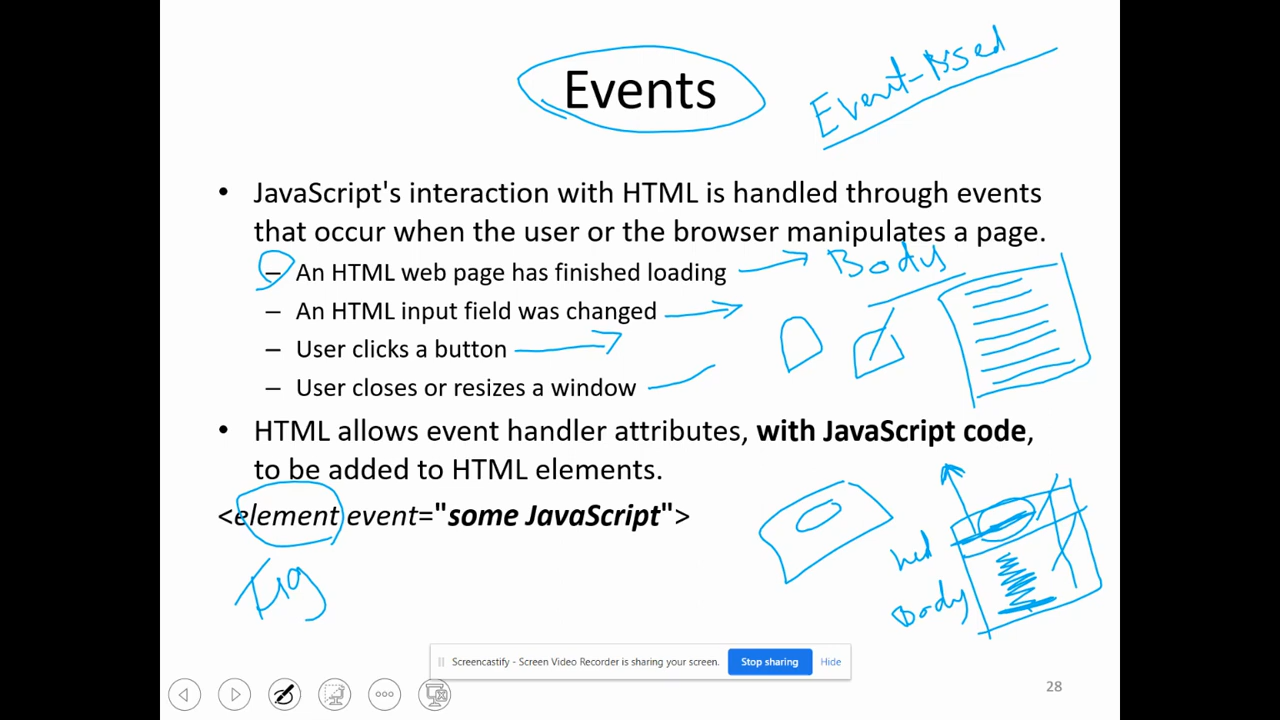 Events
Event-Based
JavaScript's interaction with HTML is handled through events
that occur when the user or the browser manipulates a page.
– An HTML web page has finished loading
Body
– An HTML input field was changed
– User clicks a button
– User closes or resizes a window
HTML allows event handler attributes, with JavaScript code,
to be added to HTML elements.
<element event="some JavaScript">
Body
Screencastify - Screen Video Recorder is sharing your screen.
Stop sharing
Hide
28